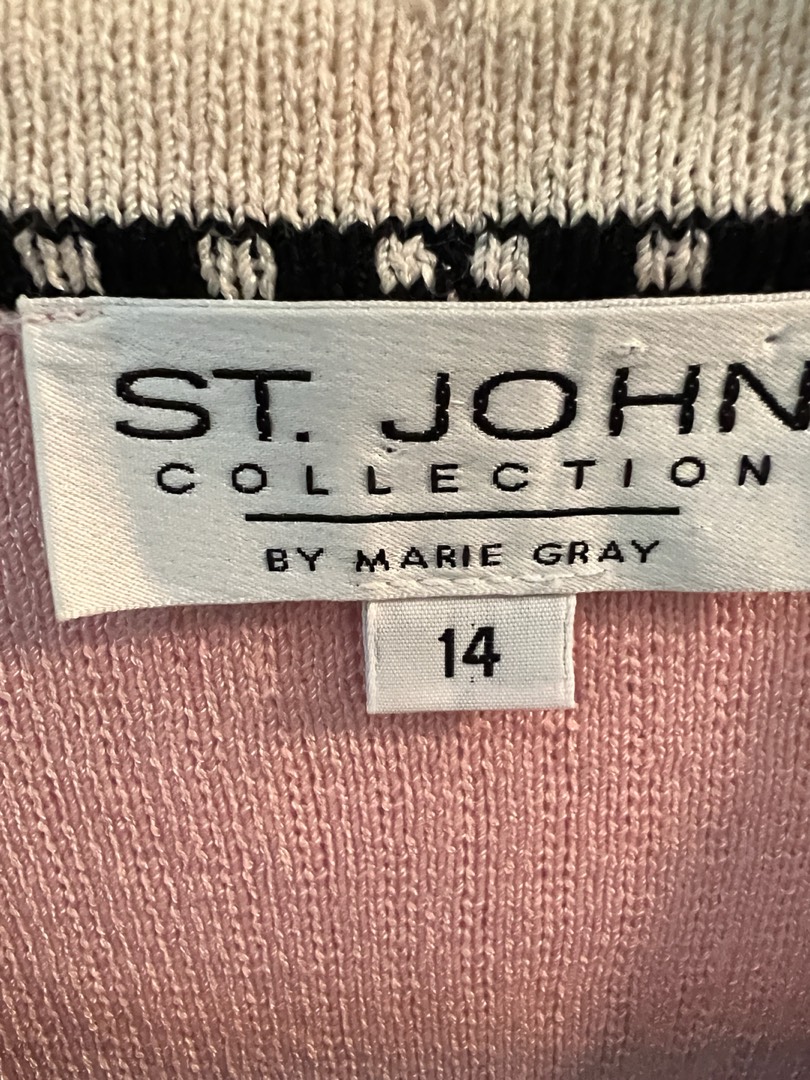 ST. JOHN
COLLECTION
BY MARIE GRAY
14